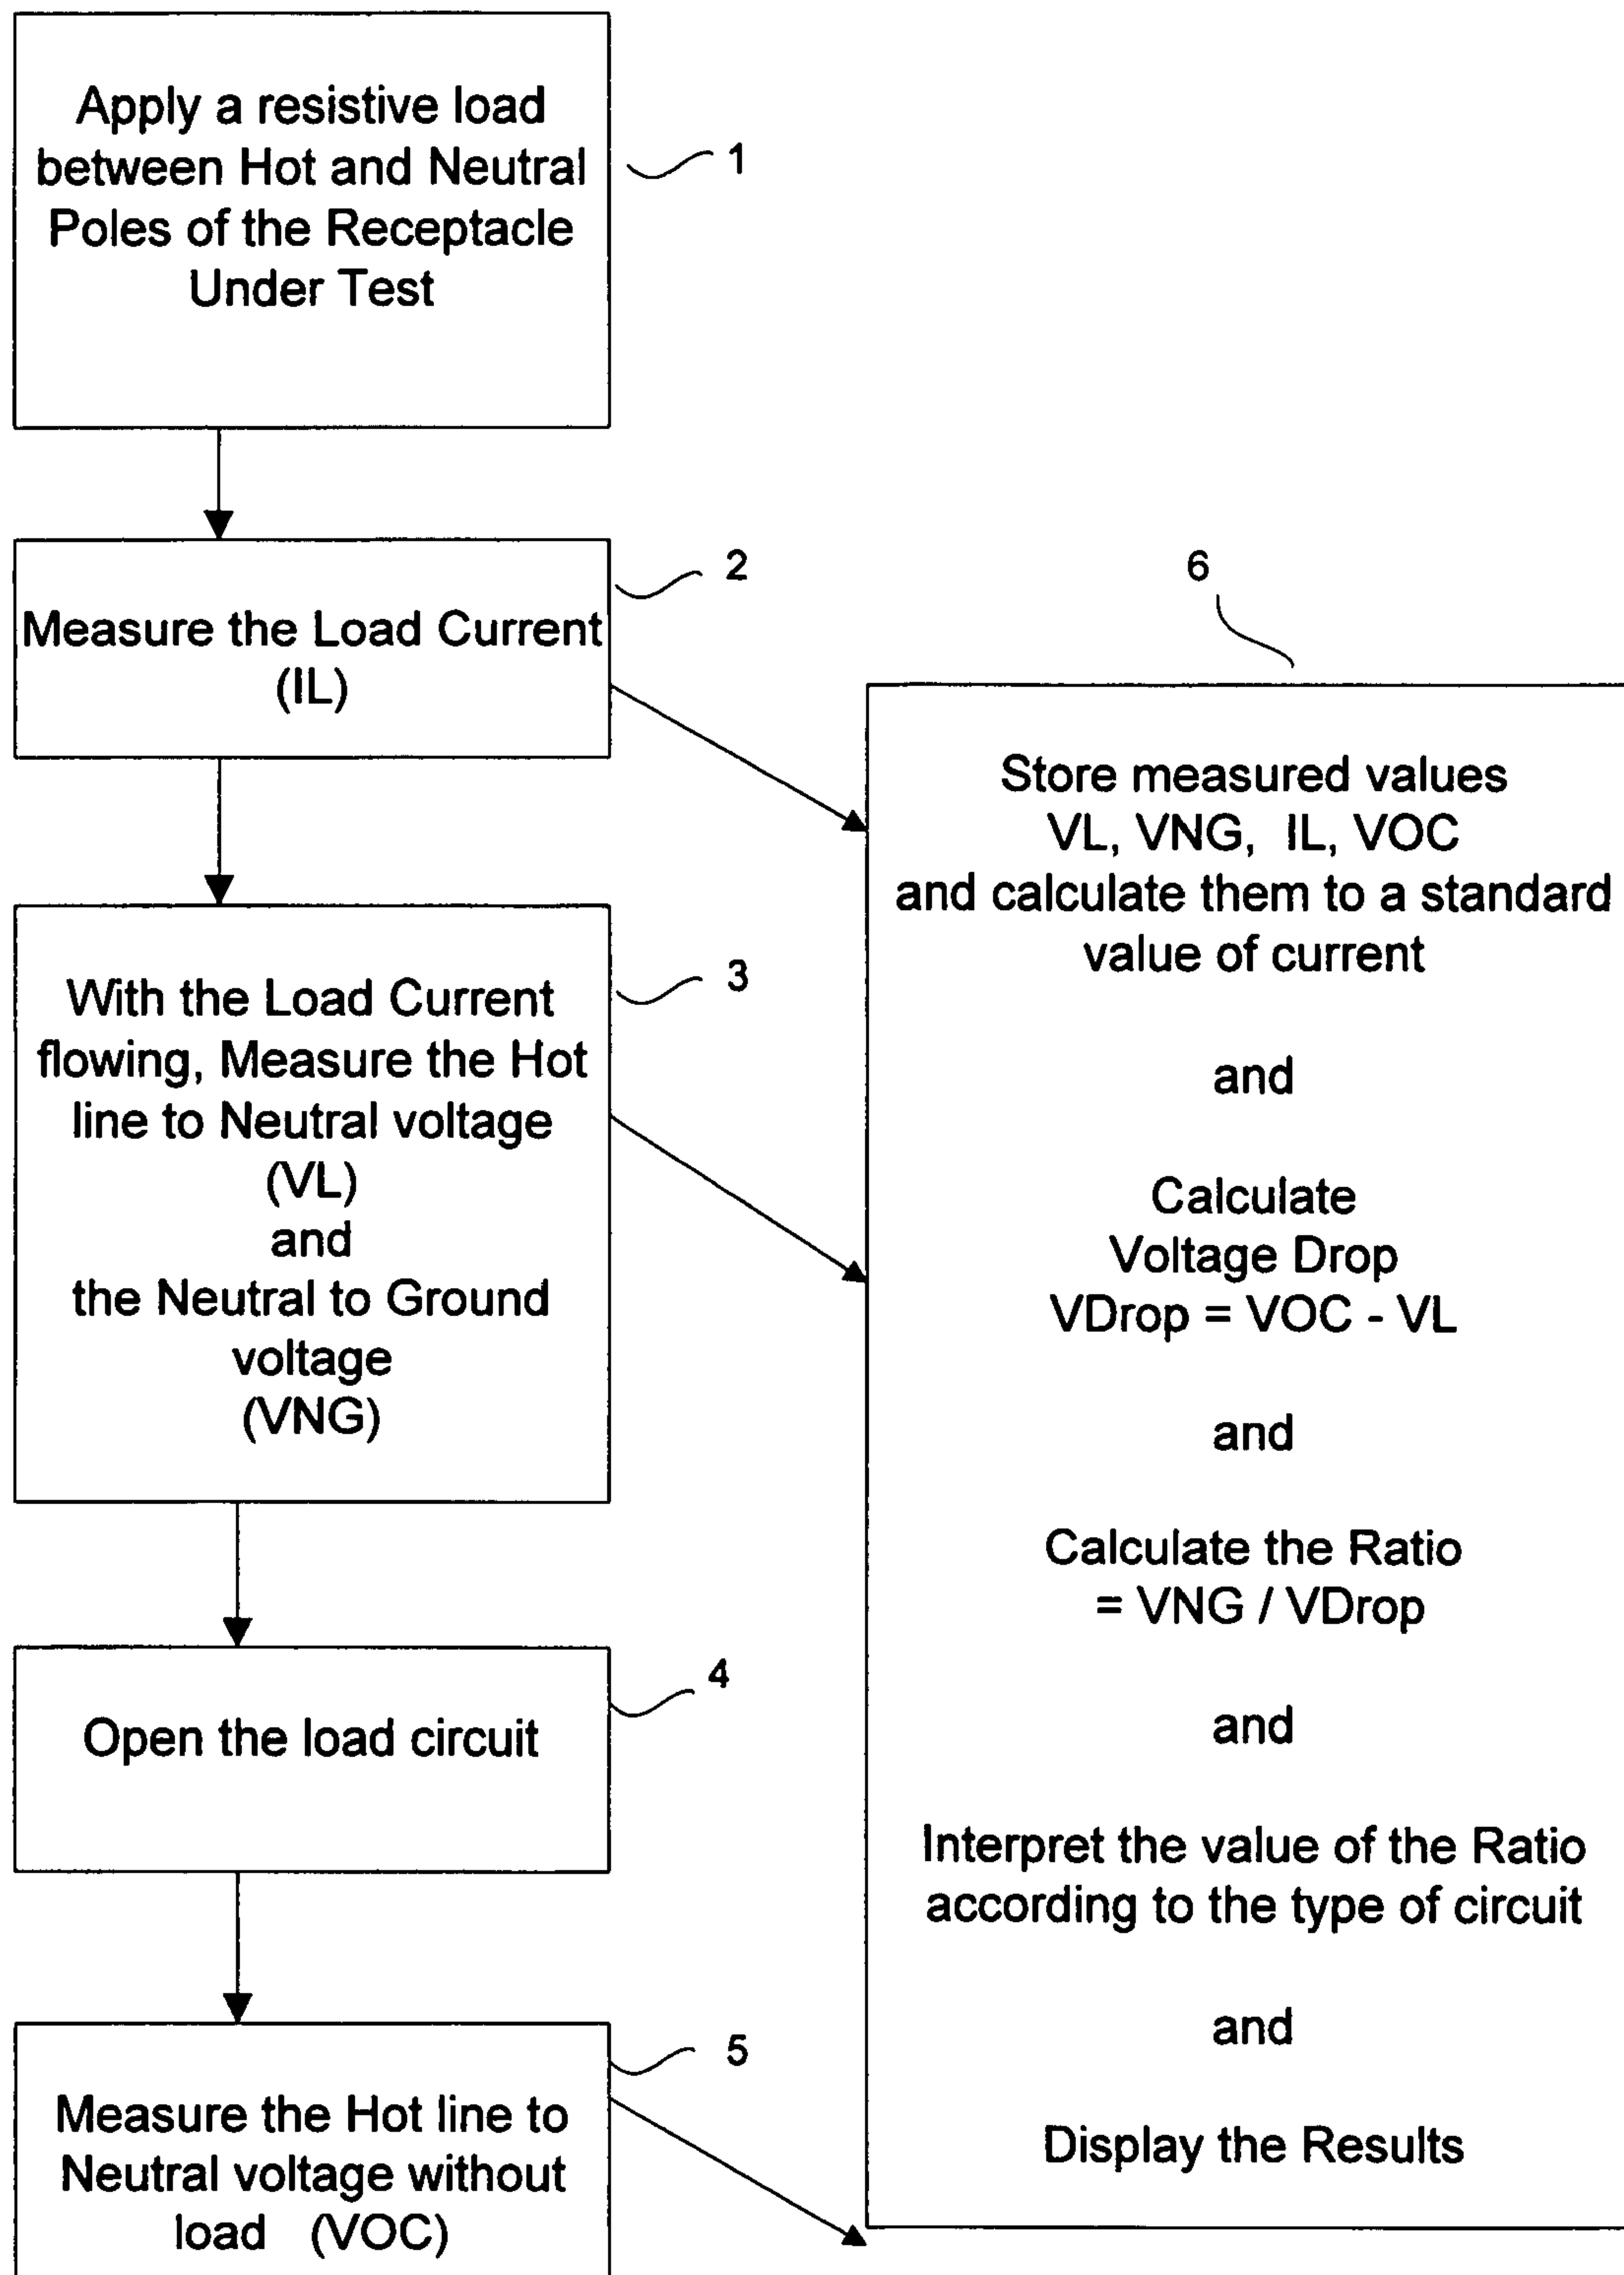 Apply a resistive load
between Hot and Neutral
Poles of the Receptacle
Under Test
1
Measure the Load Current
(IL)
2
With the Load Current
flowing, Measure the Hot
line to Neutral voltage
(VL)
and
the Neutral to Ground
voltage
(VNG)
3
Open the load circuit
4
Measure the Hot line to
Neutral voltage without
load (VOC)
5
6
Store measured values
VL, VNG, IL, VOC
and calculate them to a standard
value of current
and
Calculate
Voltage Drop
VDrop = VOC - VL
and
Calculate the Ratio
= VNG / VDrop
and
Interpret the value of the Ratio
according to the type of circuit
and
Display the Results